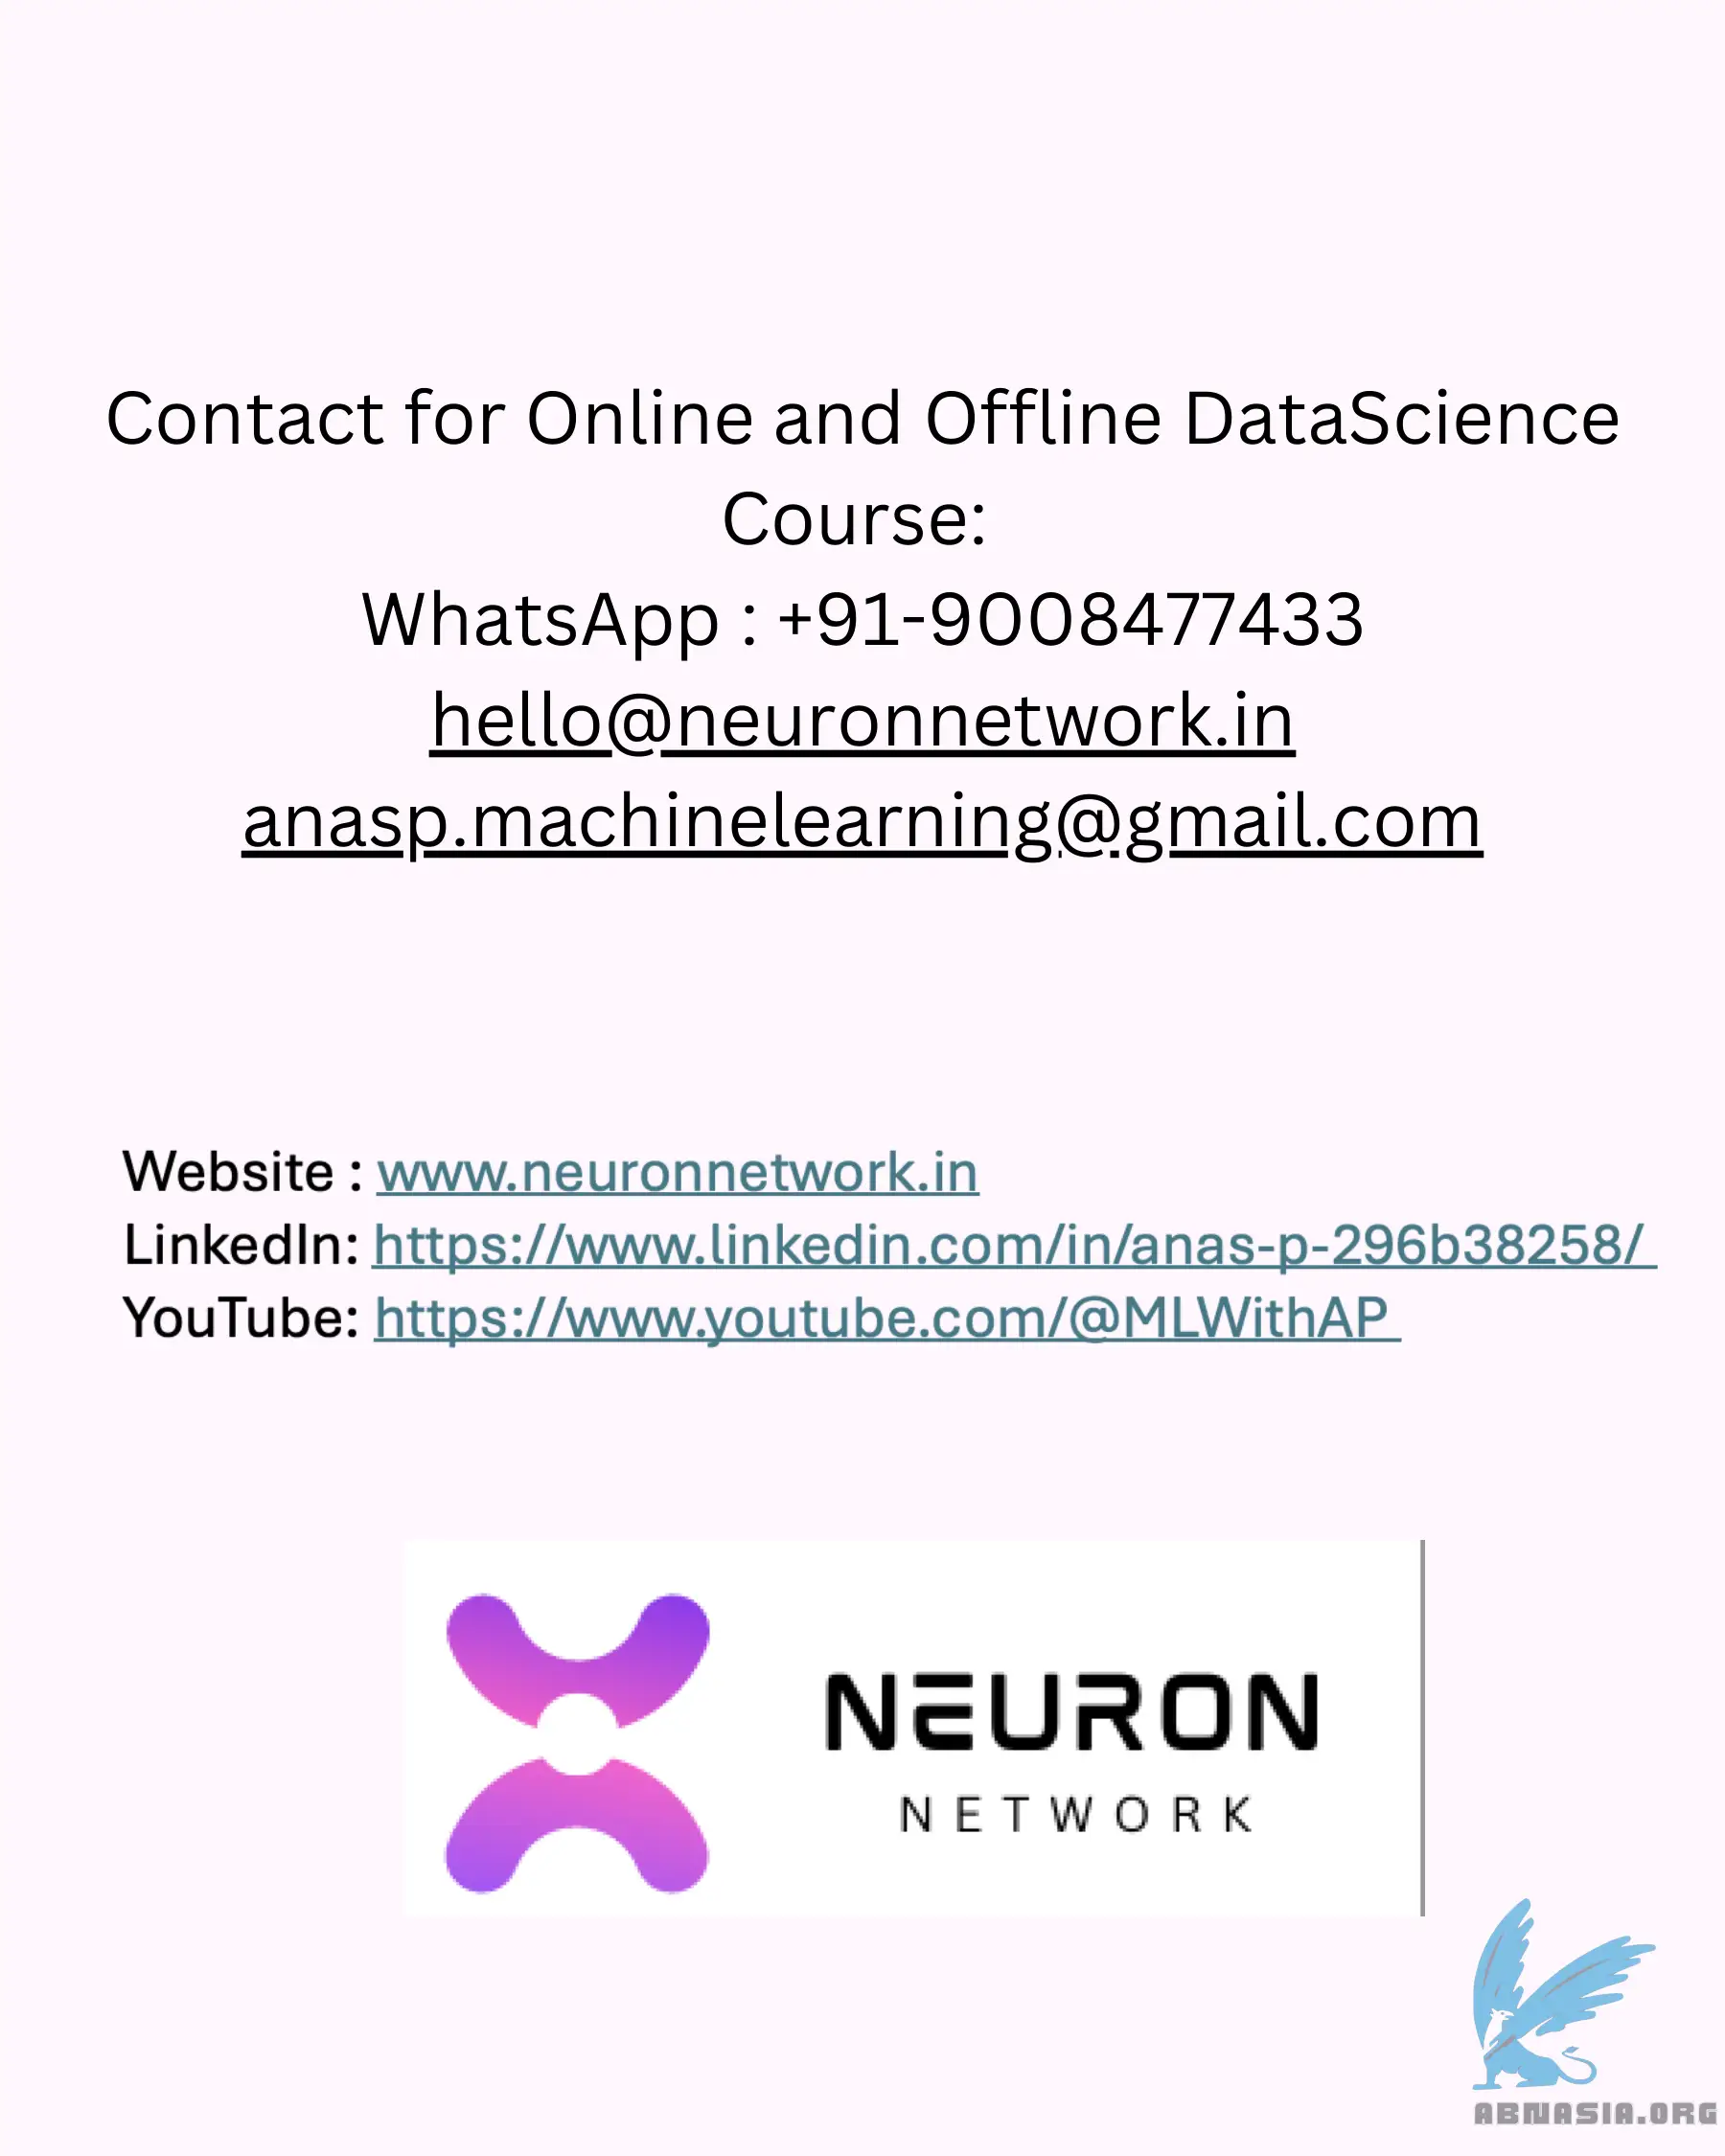 Contact for Online and Offline DataScience
Course:
WhatsApp : +91-9008477433
hello@neuronnetwork.in
anasp.machinelearning@gmail.com
Website : www.neuronnetwork.in
LinkedIn: https://www.linkedin.com/in/anas-p-296b38258/
YouTube: https://www.youtube.com/@MLWithAP
NEURON
NETWORK
ABNASIA.ORG